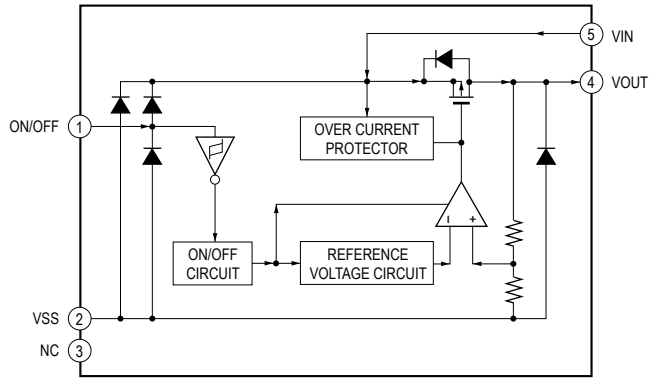 5 VIN
4 VOUT
ON/OFF 1
OVER CURRENT
PROTECTOR
- +
ON/OFF
CIRCUIT
REFERENCE
VOLTAGE CIRCUIT
VSS 2
NC 3